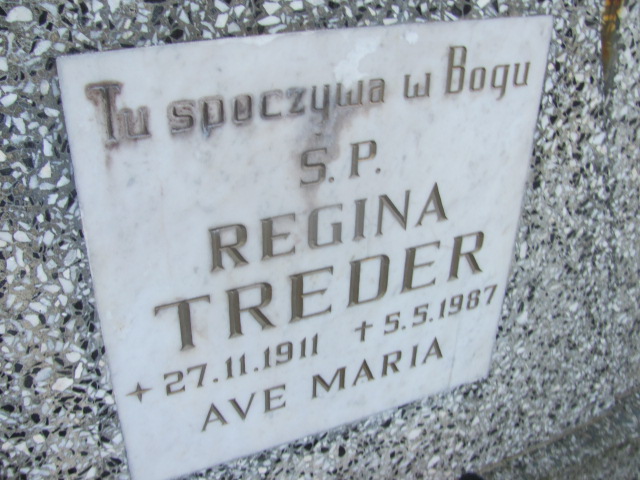 Tu spoczywa w Bogu
Ś.P.
REGINA
TREDER
✦ 27.11.1911 ✝ 5.5.1987
AVE MARIA